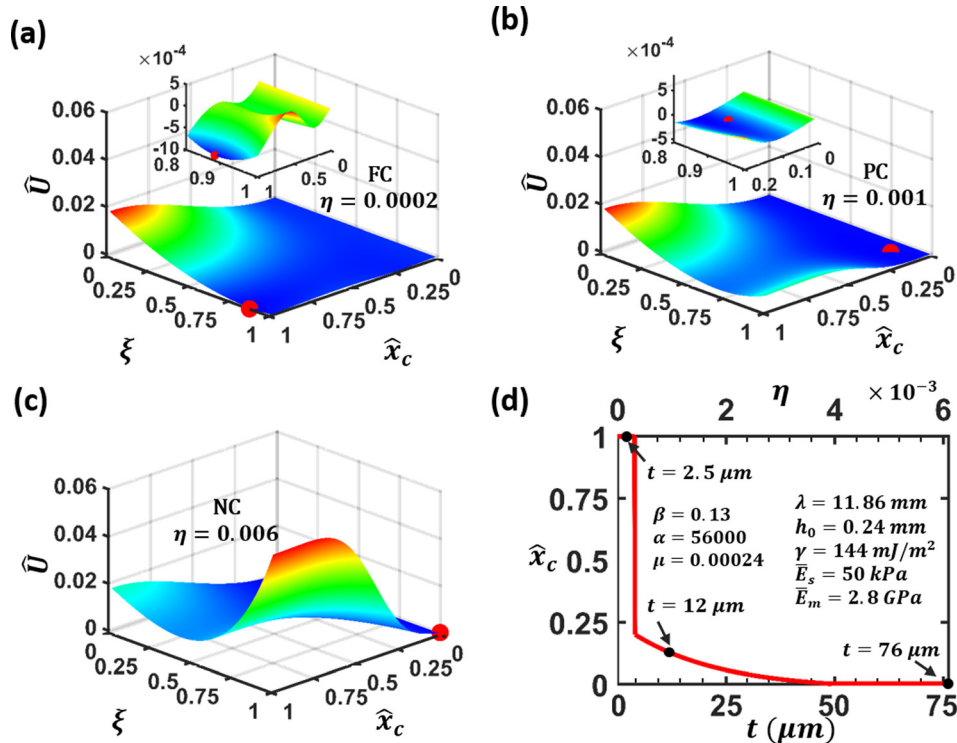 (a)
× 10⁻⁴
5
0
-5
-10
0.8
0.9
1
1
0.5
0
FC
η = 0.0002
0.06
0.04
0.02
0
Û
0
0.25
0.5
0.75
1
ξ
1
0.75
0.5
0.25
0
x̂c
(b)
× 10⁻⁴
5
0
-5
0.8
0.9
1
0.2
0.1
0
PC
η = 0.001
0.06
0.04
0.02
0
Û
0
0.25
0.5
0.75
1
ξ
1
0.75
0.5
0.25
0
x̂c
(c)
NC
η = 0.006
0.06
0.04
0.02
0
Û
0
0.25
0.5
0.75
1
ξ
1
0.75
0.5
0.25
0
x̂c
(d)
η × 10⁻³
0 2 4 6
1
0.75
0.25
0
x̂c
t = 2.5 μm
β = 0.13
α = 56000
μ = 0.00024
λ = 11.86 mm
h₀ = 0.24 mm
γ = 144 mJ/m²
Ēs = 50 kPa
Ēm = 2.8 GPa
t = 12 μm
t = 76 μm
0 25 50 75
t (μm)